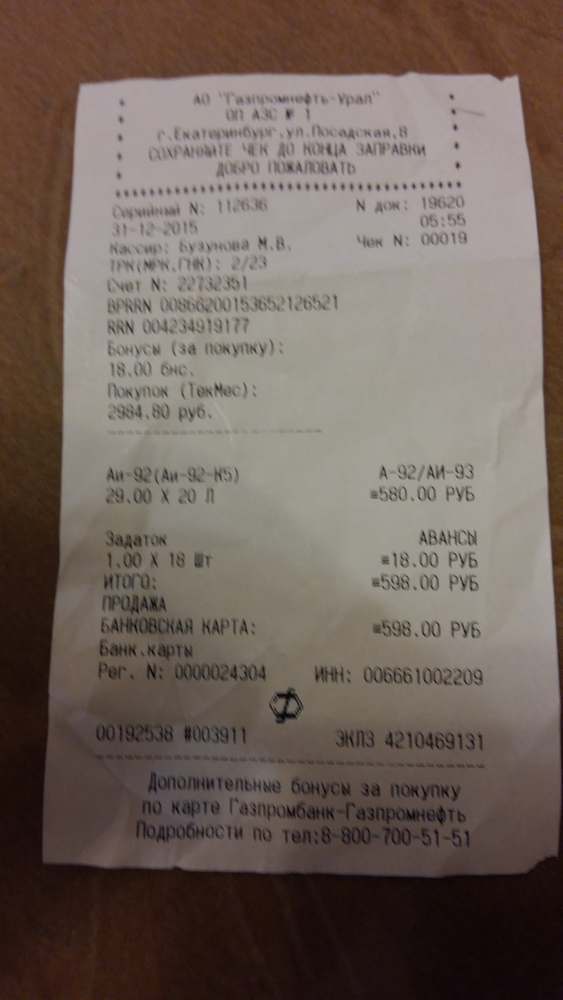 АО "Газпромнефть-Урал"
ОП АЗС № 1
г.Екатеринбург,ул.Посадская,8
СОХРАНЯЙТЕ ЧЕК ДО КОНЦА ЗАПРАВКИ
ДОБРО ПОЖАЛОВАТЬ
Серийный N: 112636 N док: 19620
31-12-2015 05:55
Кассир: Бузунова М.В. Чек N: 00019
ТРК(МРК.ГНК): 2/23
Счет N: 22732351
BPRRN 00866200153652126521
RRN 004234919177
Бонусы (за покупку):
18.00 бнс.
Покупок (ТекМес):
2984.80 руб.
Аи-92(Аи-92-К5) А-92/АИ-93
29.00 X 20 Л ≡580.00 РУБ
Задаток АВАНСЫ
1.00 X 18 Шт ≡18.00 РУБ
ИТОГО: ≡598.00 РУБ
ПРОДАЖА
БАНКОВСКАЯ КАРТА: ≡598.00 РУБ
Банк.карты
Рег. N: 0000024304 ИНН: 006661002209
00192538 #003911 ЭКЛЗ 4210469131
Дополнительные бонусы за покупку
по карте Газпромбанк-Газпромнефть
Подробности по тел:8-800-700-51-51